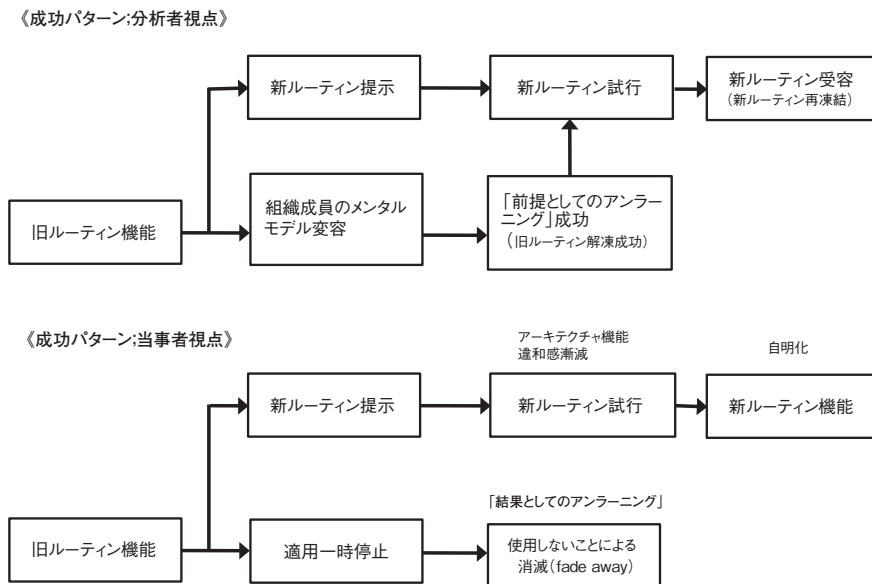 《成功パターン;分析者視点》
新ルーティン提示
新ルーティン試行
新ルーティン受容
(新ルーティン再凍結)
旧ルーティン機能
組織成員のメンタル
モデル変容
「前提としてのアンラー
ニング」成功
(旧ルーティン解凍成功)
《成功パターン;当事者視点》
アーキテクチャ機能
違和感漸減
自明化
新ルーティン提示
新ルーティン試行
新ルーティン機能
「結果としてのアンラーニング」
旧ルーティン機能
適用一時停止
使用しないことによる
消滅(fade away)